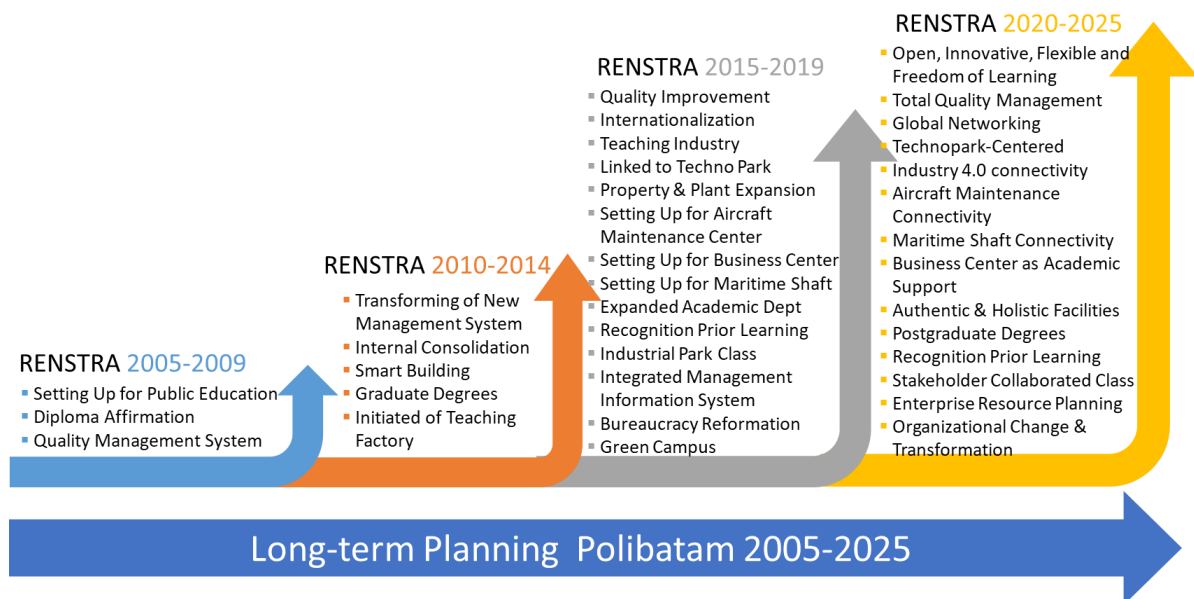 RENSTRA 2005-2009
▪ Setting Up for Public Education
▪ Diploma Affirmation
▪ Quality Management System
RENSTRA 2010-2014
▪ Transforming of New
Management System
▪ Internal Consolidation
▪ Smart Building
▪ Graduate Degrees
▪ Initiated of Teaching
Factory
RENSTRA 2015-2019
▪ Quality Improvement
▪ Internationalization
▪ Teaching Industry
▪ Linked to Techno Park
▪ Property & Plant Expansion
▪ Setting Up for Aircraft
Maintenance Center
▪ Setting Up for Business Center
▪ Setting Up for Maritime Shaft
▪ Expanded Academic Dept
▪ Recognition Prior Learning
▪ Industrial Park Class
▪ Integrated Management
Information System
▪ Bureaucracy Reformation
▪ Green Campus
RENSTRA 2020-2025
▪ Open, Innovative, Flexible and
Freedom of Learning
▪ Total Quality Management
▪ Global Networking
▪ Technopark-Centered
▪ Industry 4.0 connectivity
▪ Aircraft Maintenance
Connectivity
▪ Maritime Shaft Connectivity
▪ Business Center as Academic
Support
▪ Authentic & Holistic Facilities
▪ Postgraduate Degrees
▪ Recognition Prior Learning
▪ Stakeholder Collaborated Class
▪ Enterprise Resource Planning
▪ Organizational Change &
Transformation
Long-term Planning Polibatam 2005-2025